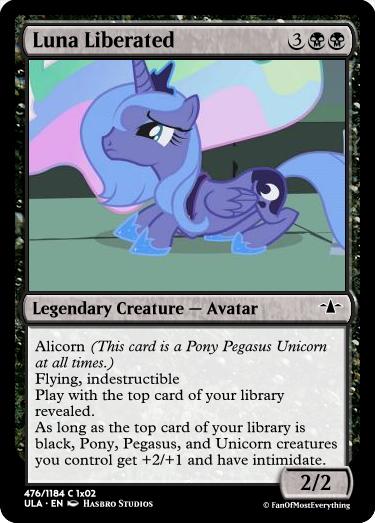 Luna Liberated 3
Legendary Creature — Avatar
Alicorn (This card is a Pony Pegasus Unicorn
at all times.)
Flying, indestructible
Play with the top card of your library
revealed.
As long as the top card of your library is
black, Pony, Pegasus, and Unicorn creatures
you control get +2/+1 and have intimidate.
2/2
476/1184 C 1x02
ULA • EN Hasbro Studios
© FanOfMostEverything